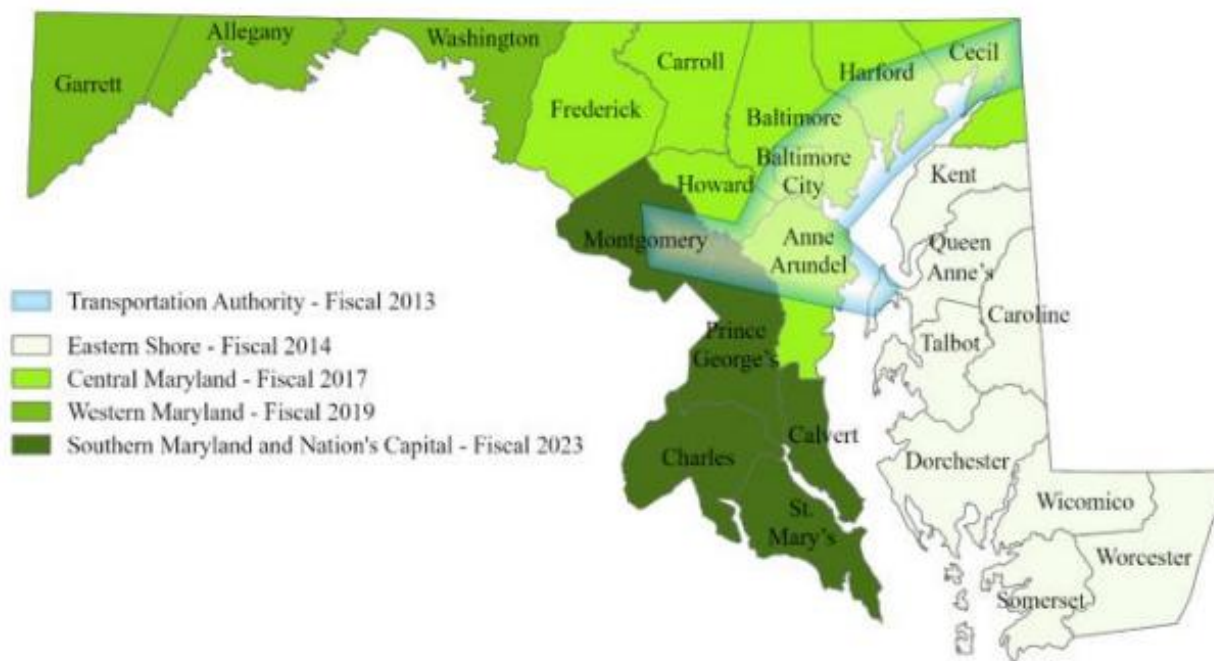 Allegany
Washington
Garrett
Cecil
Carroll
Harford
Frederick
Baltimore
Baltimore
City
Howard
Kent
Montgomery
Anne
Arundel
Queen
Anne's
Caroline
Talbot
Prince
George's
Calvert
Charles
Dorchester
St.
Mary's
Wicomico
Worcester
Somerset
Transportation Authority - Fiscal 2013
Eastern Shore - Fiscal 2014
Central Maryland - Fiscal 2017
Western Maryland - Fiscal 2019
Southern Maryland and Nation's Capital - Fiscal 2023